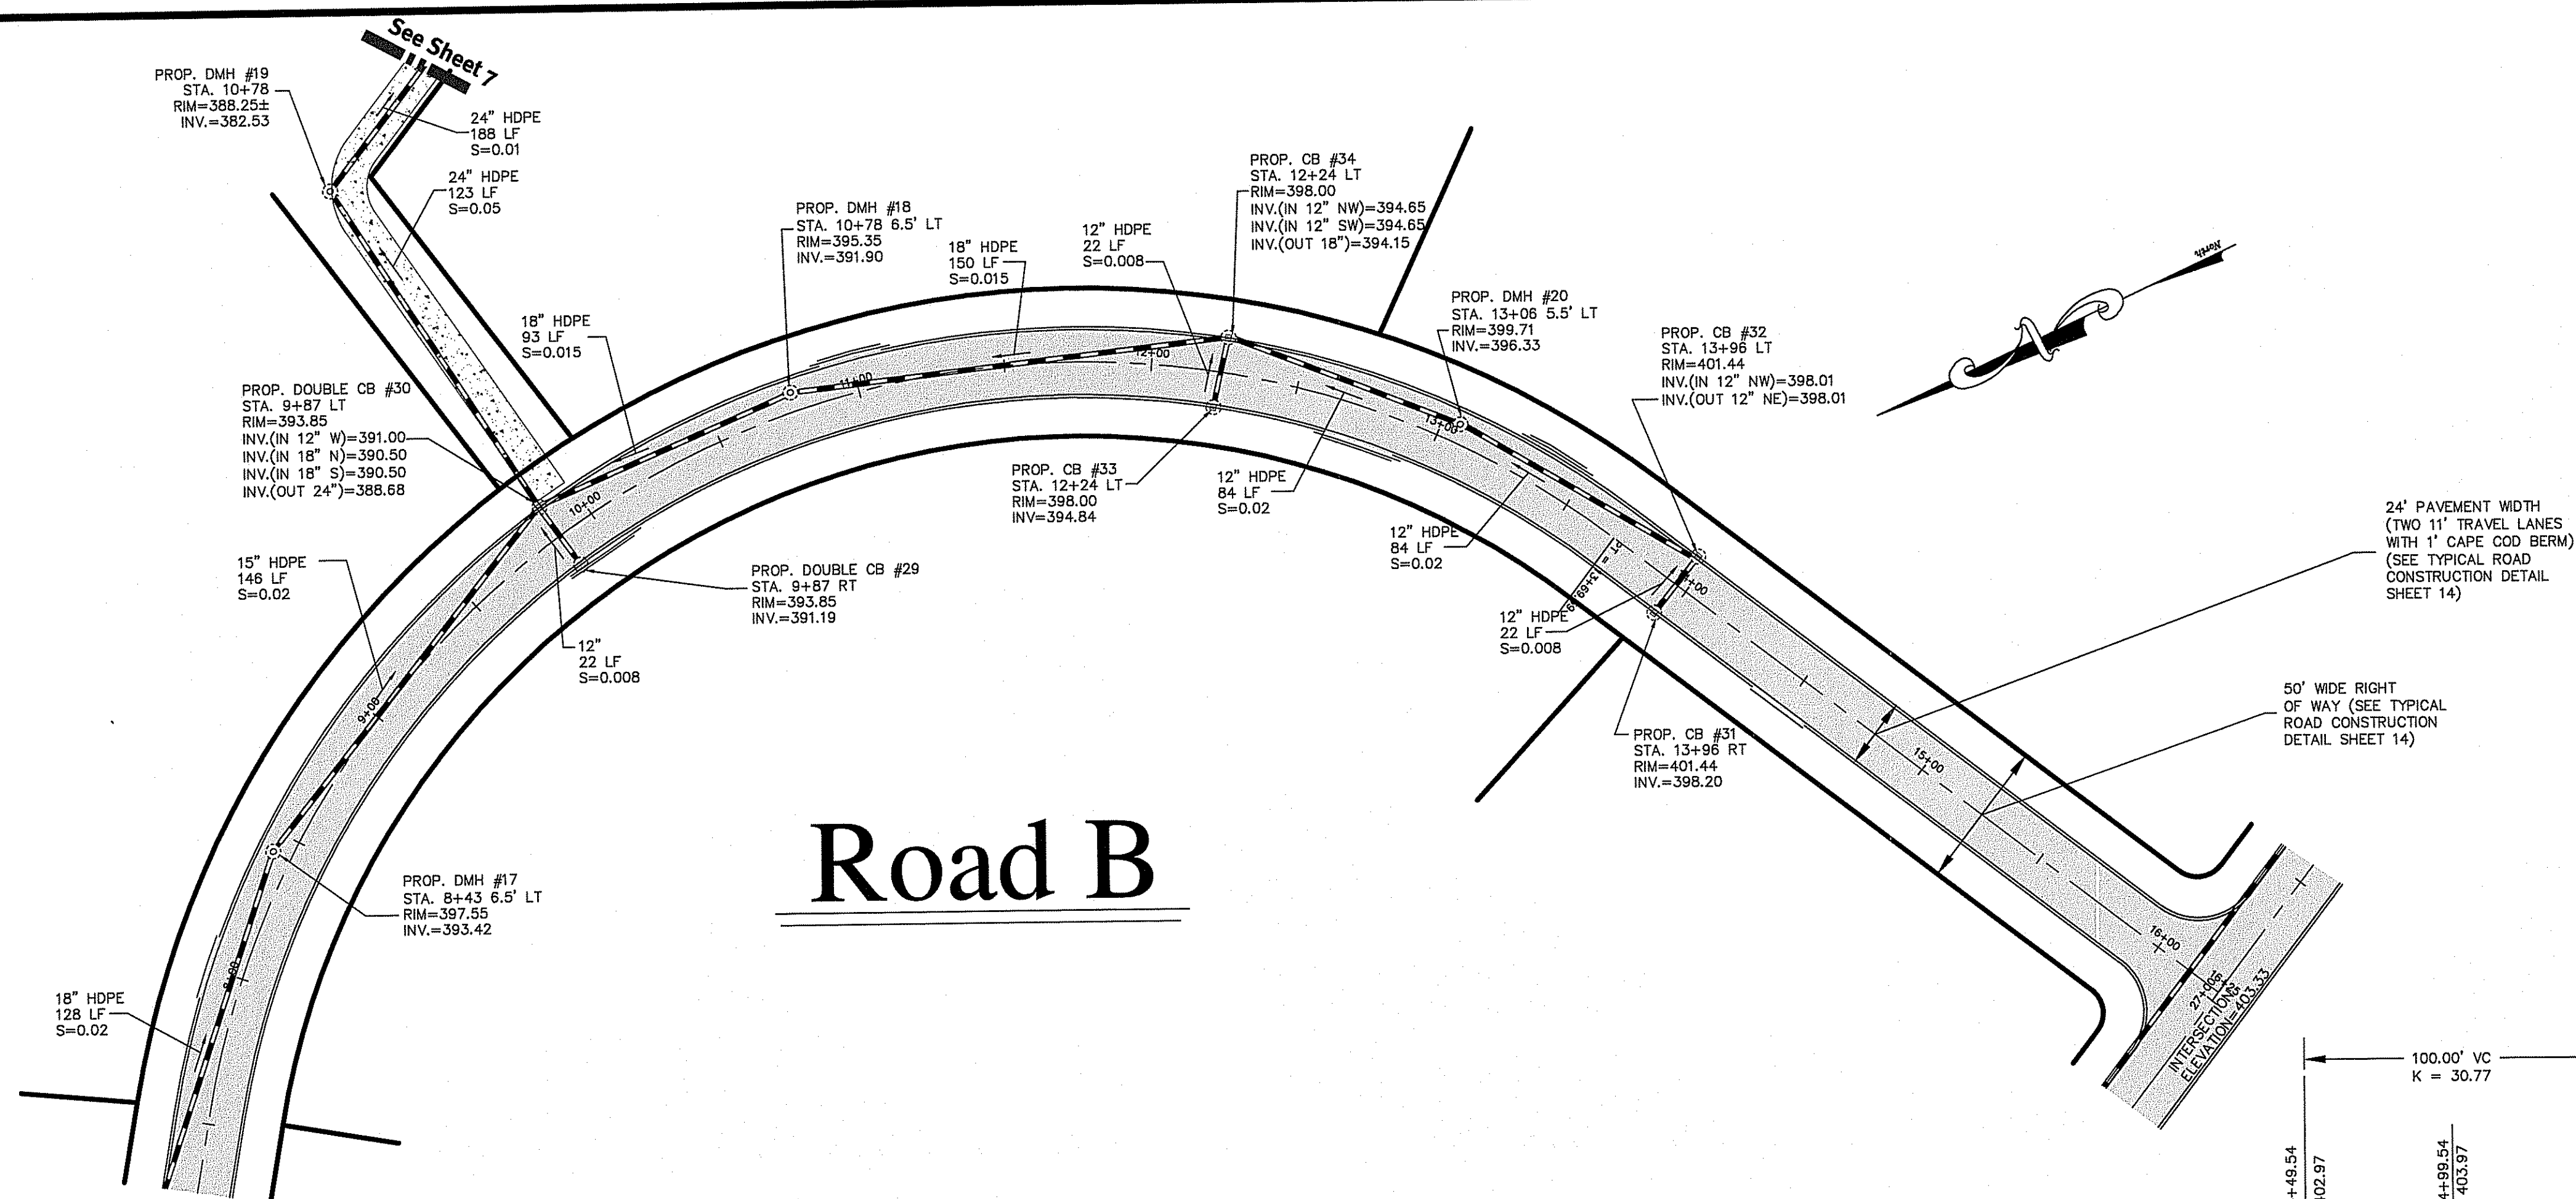 See Sheet 7
PROP. DMH #19
STA. 10+78
RIM=388.25±
INV.=382.53
24" HDPE
188 LF
S=0.01
24" HDPE
123 LF
S=0.05
PROP. DMH #18
STA. 10+78 6.5' LT
RIM=395.35
INV.=391.90
18" HDPE
150 LF
S=0.015
12" HDPE
22 LF
S=0.008
PROP. CB #34
STA. 12+24 LT
RIM=398.00
INV.(IN 12" NW)=394.65
INV.(IN 12" SW)=394.65
INV.(OUT 18")=394.15
North
PROP. DMH #20
STA. 13+06 5.5' LT
RIM=399.71
INV.=396.33
PROP. CB #32
STA. 13+96 LT
RIM=401.44
INV.(IN 12" NW)=398.01
INV.(OUT 12" NE)=398.01
18" HDPE
93 LF
S=0.015
PROP. DOUBLE CB #30
STA. 9+87 LT
RIM=393.85
INV.(IN 12" W)=391.00
INV.(IN 18" N)=390.50
INV.(IN 18" S)=390.50
INV.(OUT 24")=388.68
10+00
11+00
12+00
13+00
PROP. CB #33
STA. 12+24 LT
RIM=398.00
INV=394.84
12" HDPE
84 LF
S=0.02
12" HDPE
84 LF
S=0.02
24' PAVEMENT WIDTH
(TWO 11' TRAVEL LANES
WITH 1' CAPE COD BERM)
(SEE TYPICAL ROAD
CONSTRUCTION DETAIL
SHEET 14)
15" HDPE
146 LF
S=0.02
PROP. DOUBLE CB #29
STA. 9+87 RT
RIM=393.85
INV.=391.19
12"
22 LF
S=0.008
12" HDPE
22 LF
S=0.008
PT =
9+00
50' WIDE RIGHT
OF WAY (SEE TYPICAL
ROAD CONSTRUCTION
DETAIL SHEET 14)
PROP. CB #31
STA. 13+96 RT
RIM=401.44
INV.=398.20
15+00
Road B
PROP. DMH #17
STA. 8+43 6.5' LT
RIM=397.55
INV.=393.42
8+00
18" HDPE
128 LF
S=0.02
16+00
27+00
INTERSECTION
ELEVATION=403.33
100.00' VC
K = 30.77
+49.54
402.97
4+99.54
403.97